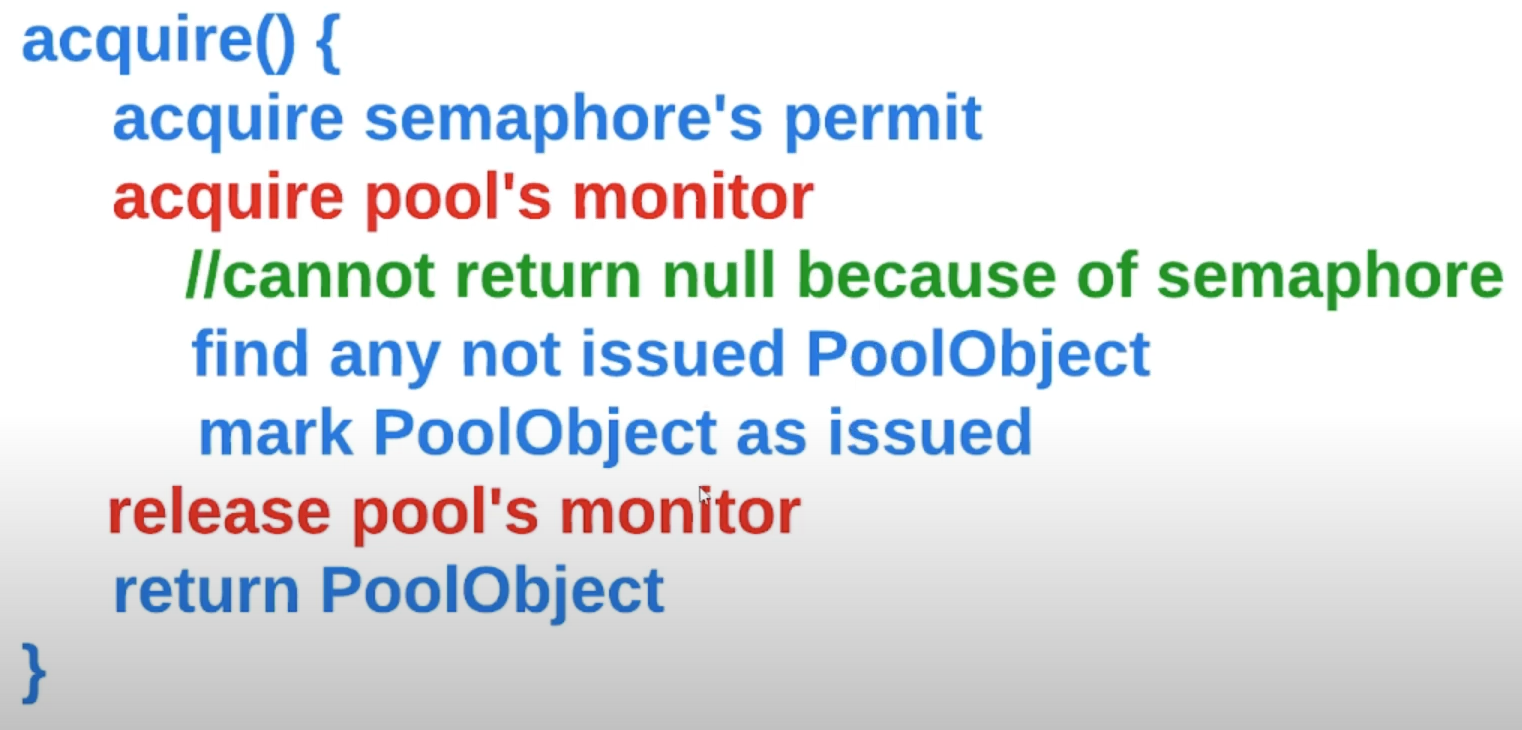 acquire() {
acquire semaphore's permit
acquire pool's monitor
//cannot return null because of semaphore
find any not issued PoolObject
mark PoolObject as issued
release pool's monitor
return PoolObject
}